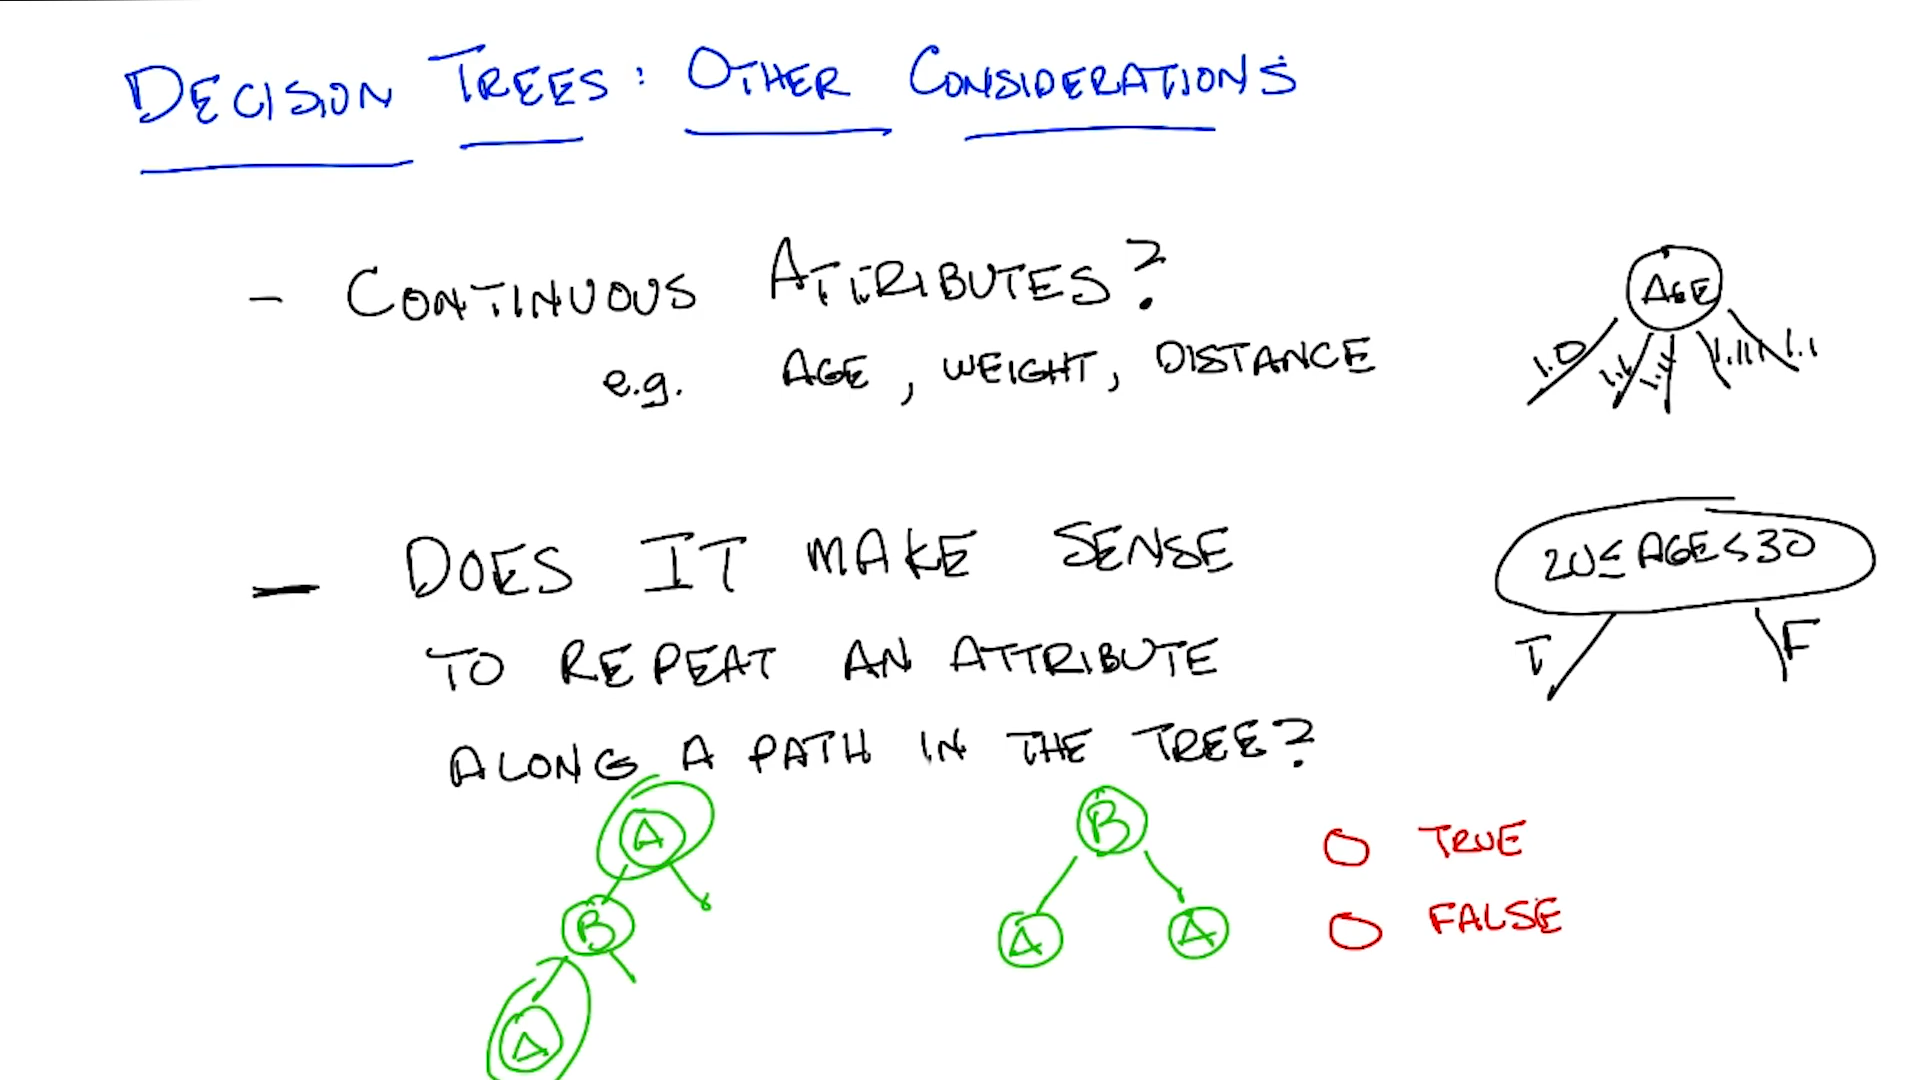 DECISION TREES: OTHER CONSIDERATIONS
- CONTINUOUS ATTRIBUTES?
e.g. AGE, WEIGHT, DISTANCE
AGE
1.0 1.11 1.1
- DOES IT MAKE SENSE
TO REPEAT AN ATTRIBUTE
ALONG A PATH IN THE TREE?
20≤AGE<30
T F
A
B
A
B
A A
TRUE
FALSE